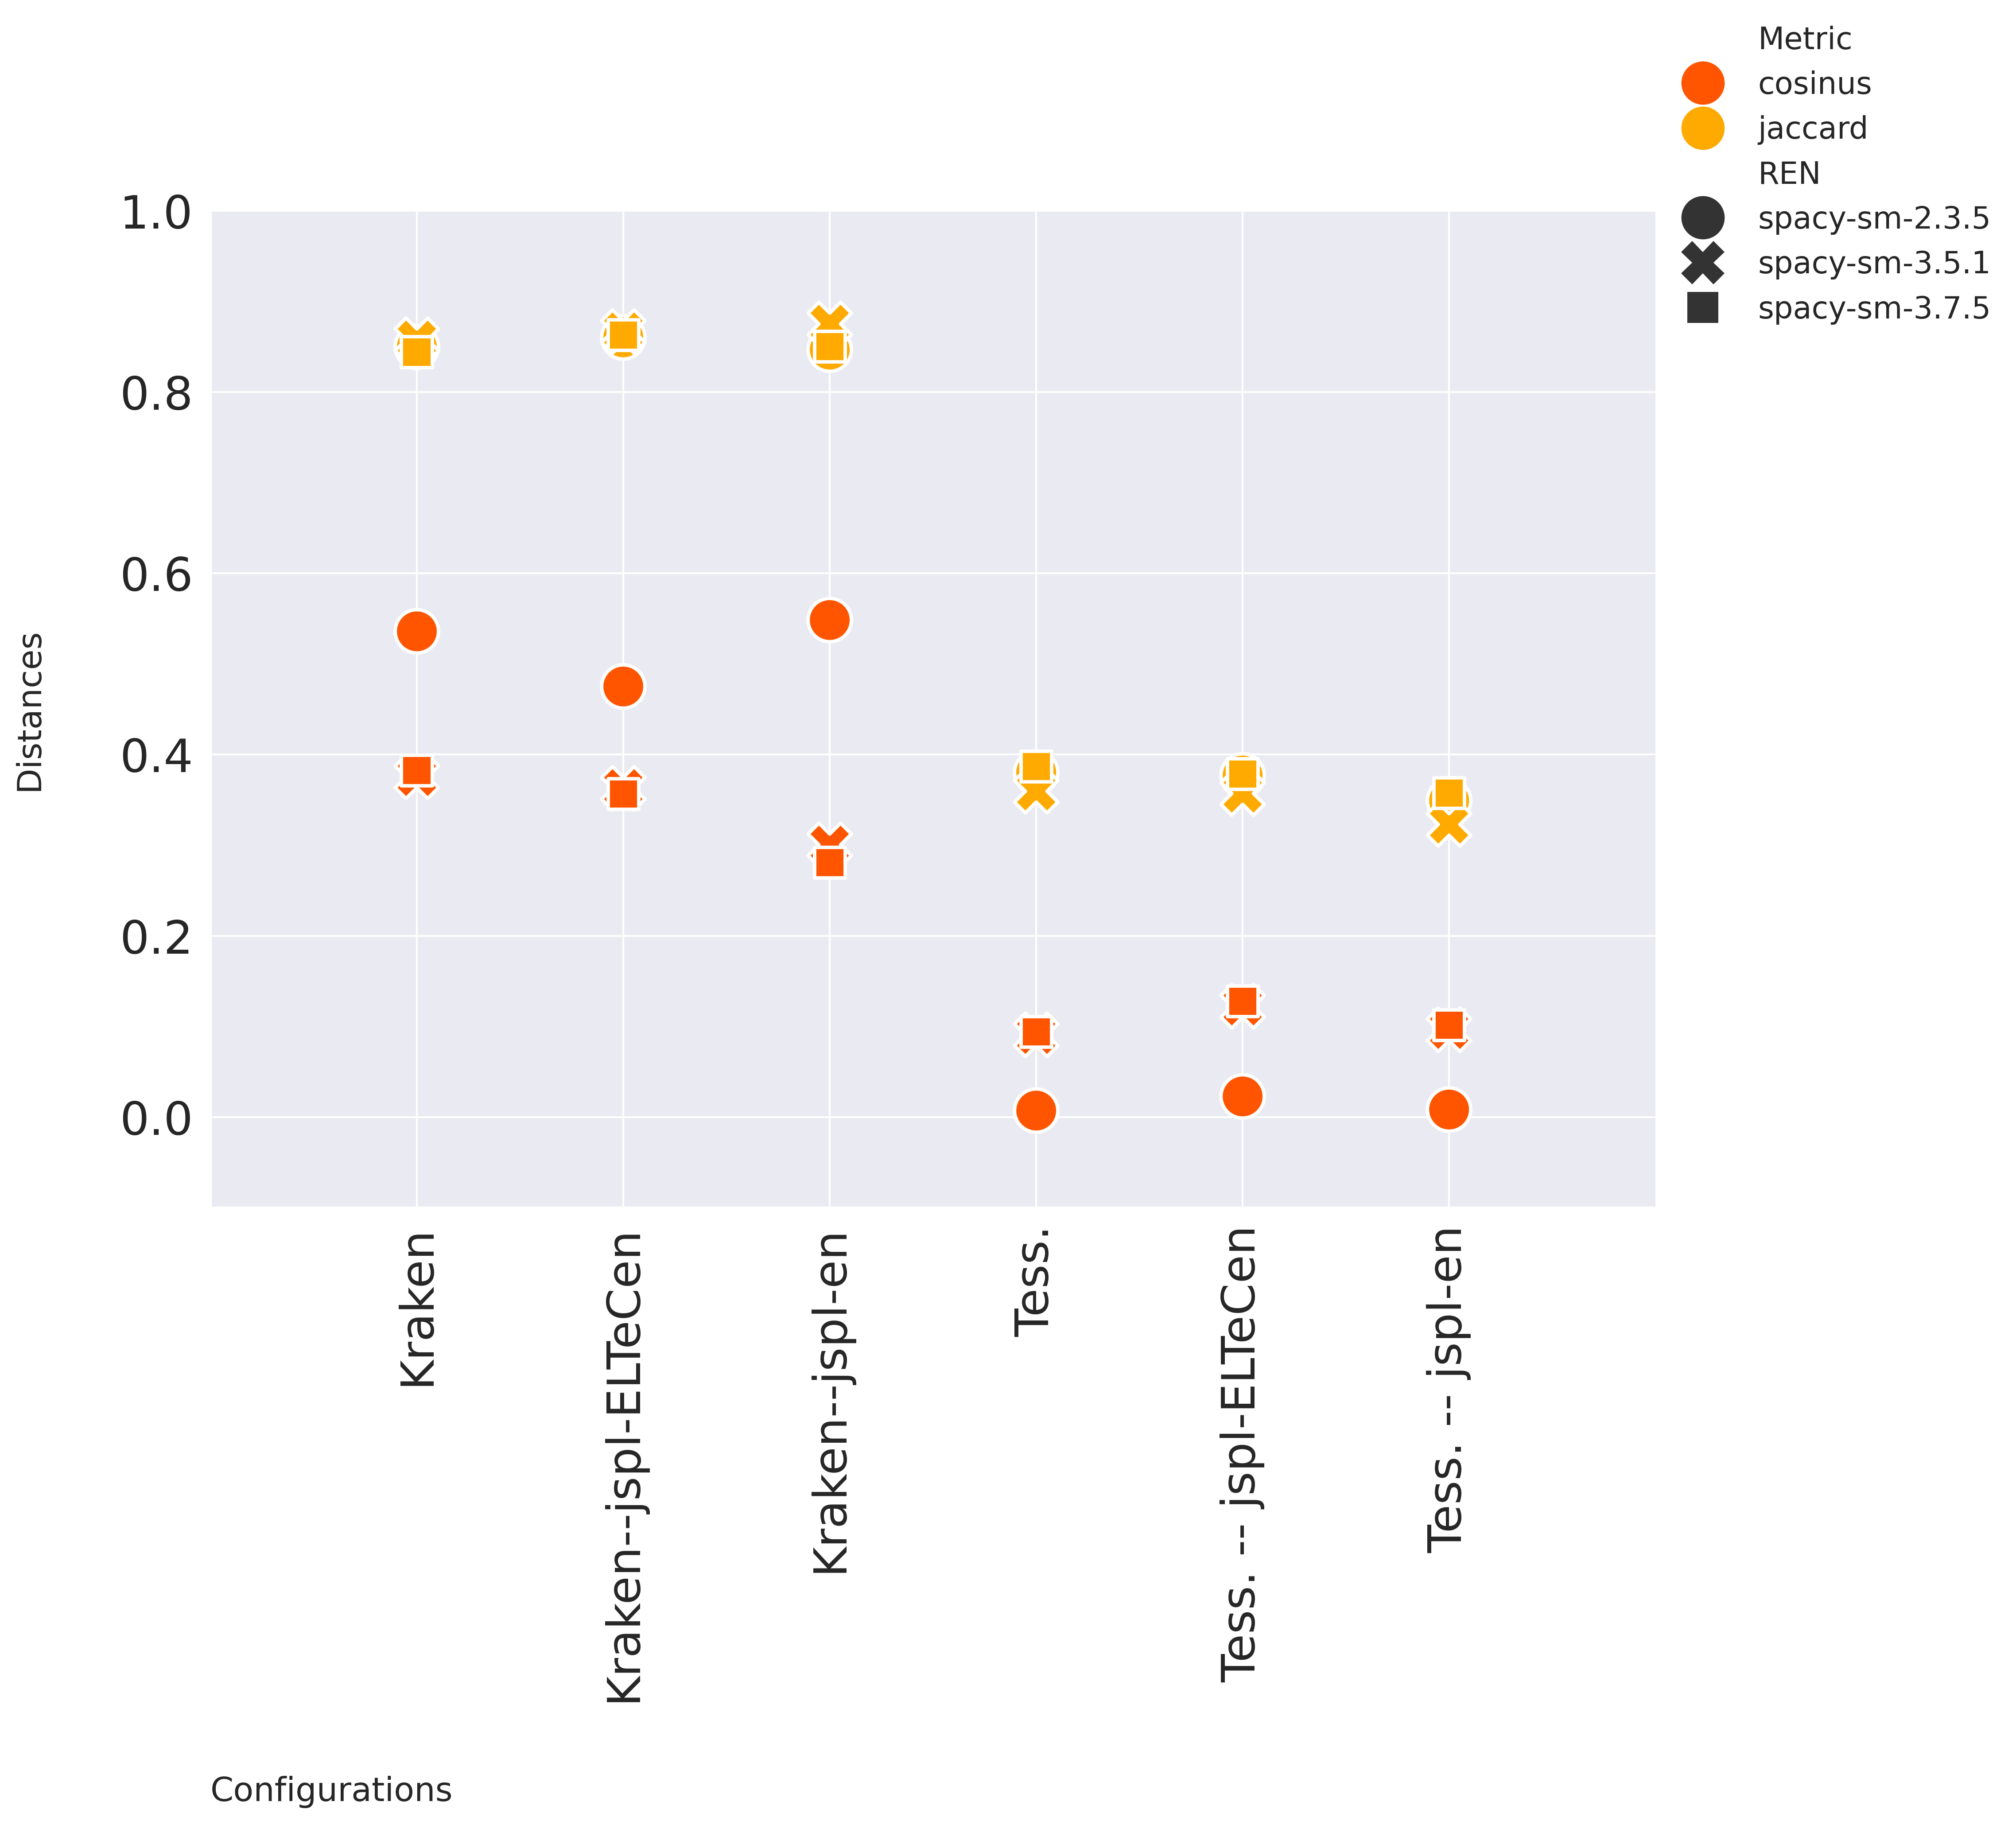 Metric
cosinus
jaccard
REN
spacy-sm-2.3.5
spacy-sm-3.5.1
spacy-sm-3.7.5
1.0
0.8
0.6
0.4
0.2
0.0
Distances
Kraken
Kraken--jspl-ELTeCen
Kraken--jspl-en
Tess.
Tess. -- jspl-ELTeCen
Tess. -- jspl-en
Configurations